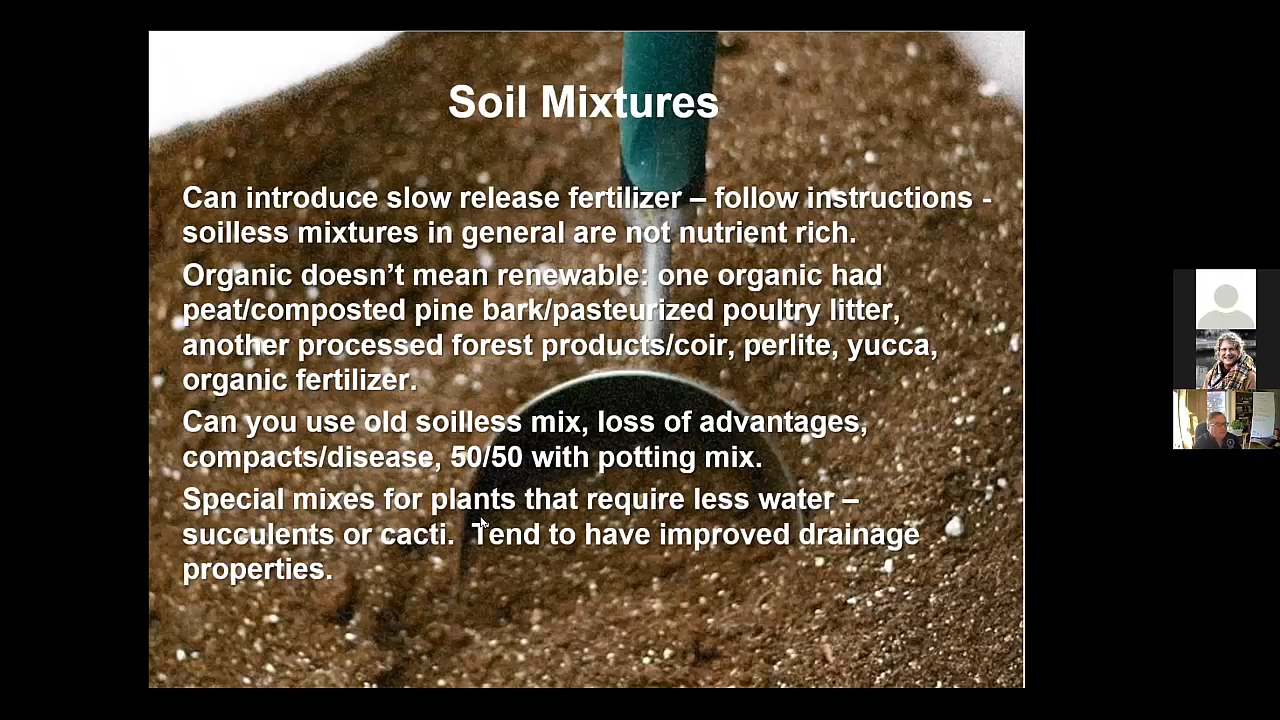 Soil Mixtures
Can introduce slow release fertilizer – follow instructions -
soilless mixtures in general are not nutrient rich.
Organic doesn’t mean renewable: one organic had
peat/composted pine bark/pasteurized poultry litter,
another processed forest products/coir, perlite, yucca,
organic fertilizer.
Can you use old soilless mix, loss of advantages,
compacts/disease, 50/50 with potting mix.
Special mixes for plants that require less water –
succulents or cacti.  Tend to have improved drainage
properties.